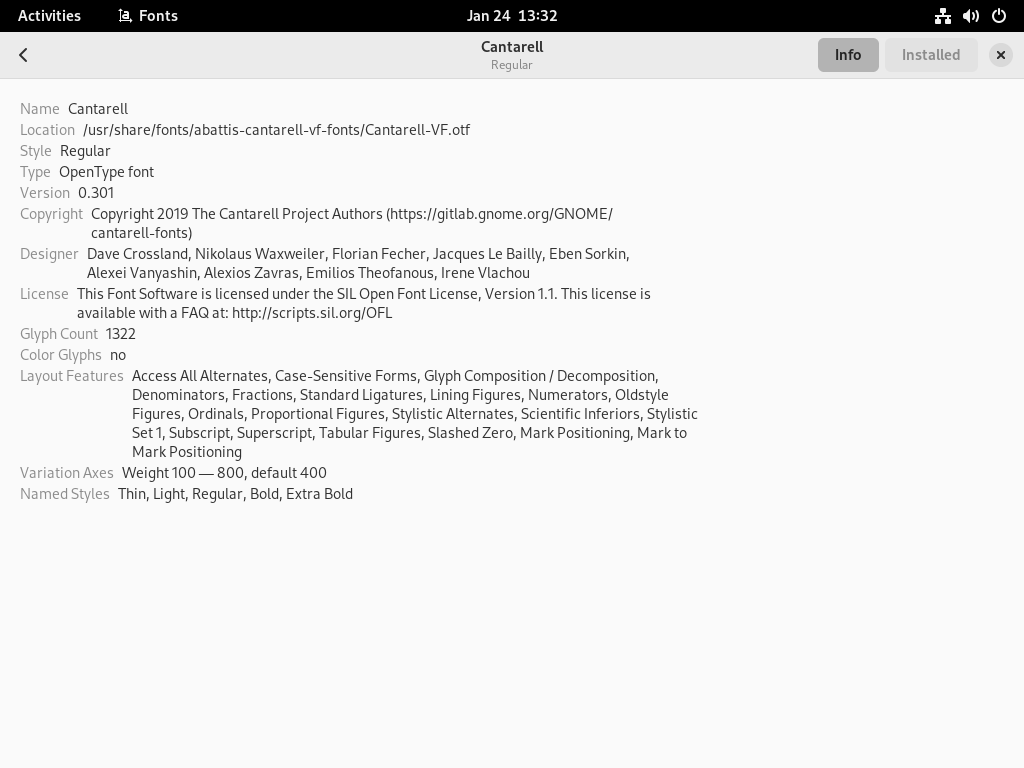 Activities Fonts Jan 24 13:32
Cantarell
Regular
Info Installed
Name Cantarell
Location /usr/share/fonts/abattis-cantarell-vf-fonts/Cantarell-VF.otf
Style Regular
Type OpenType font
Version 0.301
Copyright Copyright 2019 The Cantarell Project Authors (https://gitlab.gnome.org/GNOME/
cantarell-fonts)
Designer Dave Crossland, Nikolaus Waxweiler, Florian Fecher, Jacques Le Bailly, Eben Sorkin,
Alexei Vanyashin, Alexios Zavras, Emilios Theofanous, Irene Vlachou
License This Font Software is licensed under the SIL Open Font License, Version 1.1. This license is
available with a FAQ at: http://scripts.sil.org/OFL
Glyph Count 1322
Color Glyphs no
Layout Features Access All Alternates, Case-Sensitive Forms, Glyph Composition / Decomposition,
Denominators, Fractions, Standard Ligatures, Lining Figures, Numerators, Oldstyle
Figures, Ordinals, Proportional Figures, Stylistic Alternates, Scientific Inferiors, Stylistic
Set 1, Subscript, Superscript, Tabular Figures, Slashed Zero, Mark Positioning, Mark to
Mark Positioning
Variation Axes Weight 100 — 800, default 400
Named Styles Thin, Light, Regular, Bold, Extra Bold